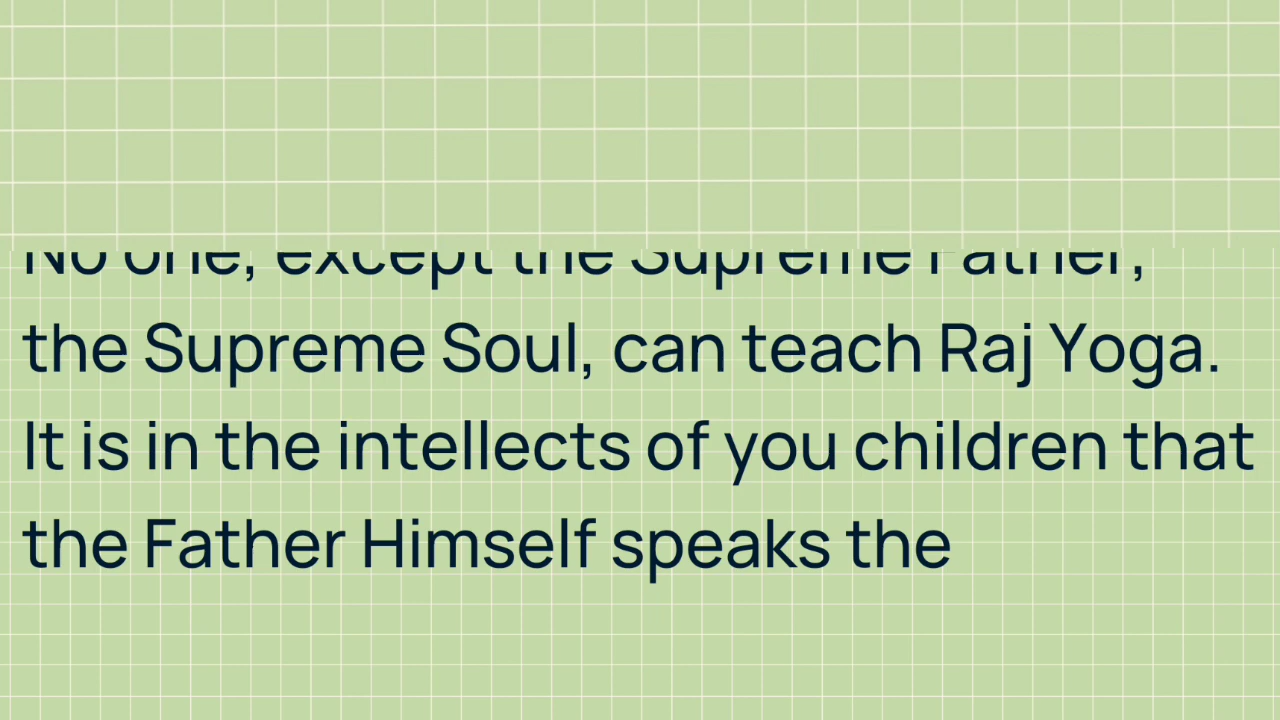 No one, except the Supreme Father,
the Supreme Soul, can teach Raj Yoga.
It is in the intellects of you children that
the Father Himself speaks the